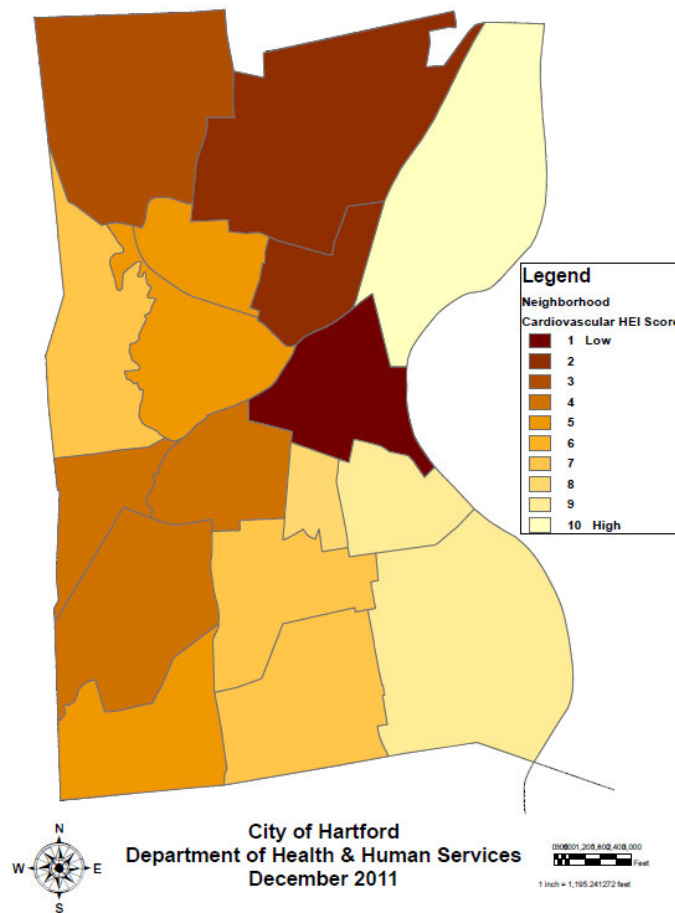 Legend
Neighborhood
Cardiovascular HEI Score
1 Low
2
3
4
5
6
7
8
9
10 High
City of Hartford
Department of Health & Human Services
December 2011
N
W E
S
Feet
1 inch = 1,195.241272 feet